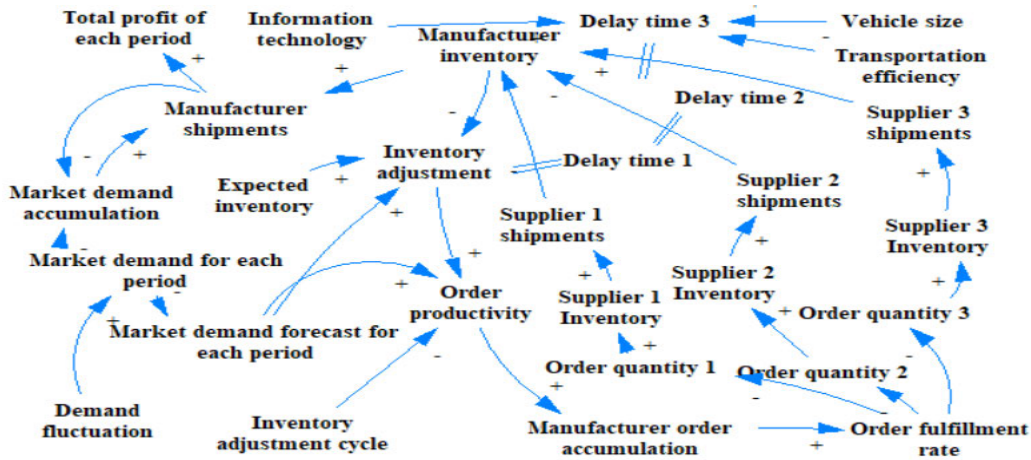 Total profit of
each period
Information
technology
Manufacturer
inventory
Delay time 3
Vehicle size
Transportation
efficiency
Manufacturer
shipments
Delay time 2
Supplier 3
shipments
Inventory
adjustment
Delay time 1
Market demand
accumulation
Expected
inventory
Supplier 1
shipments
Supplier 2
shipments
Supplier 3
Inventory
Market demand for each
period
Order
productivity
Supplier 1
Inventory
Supplier 2
Inventory
Order quantity 3
Market demand forecast for
each period
Order quantity 1
Order quantity 2
Demand
fluctuation
Inventory
adjustment cycle
Manufacturer order
accumulation
Order fulfillment
rate